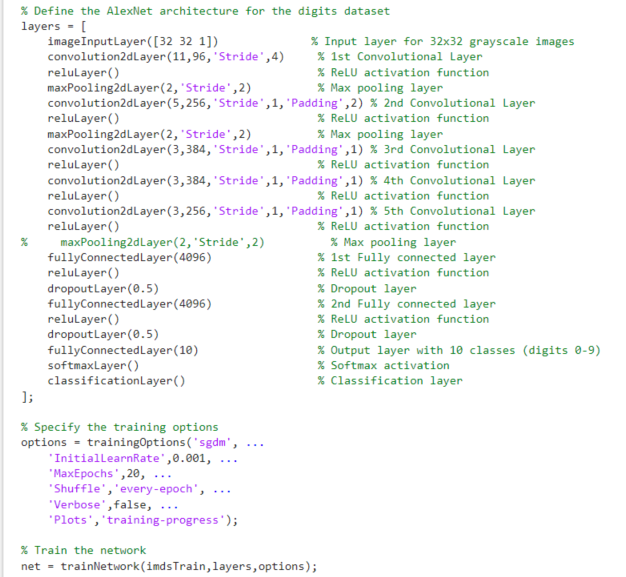 % Define the AlexNet architecture for the digits dataset
layers = [
imageInputLayer([32 32 1]) % Input layer for 32x32 grayscale images
convolution2dLayer(11,96,'Stride',4) % 1st Convolutional Layer
reluLayer() % ReLU activation function
maxPooling2dLayer(2,'Stride',2) % Max pooling layer
convolution2dLayer(5,256,'Stride',1,'Padding',2) % 2nd Convolutional Layer
reluLayer() % ReLU activation function
maxPooling2dLayer(2,'Stride',2) % Max pooling layer
convolution2dLayer(3,384,'Stride',1,'Padding',1) % 3rd Convolutional Layer
reluLayer() % ReLU activation function
convolution2dLayer(3,384,'Stride',1,'Padding',1) % 4th Convolutional Layer
reluLayer() % ReLU activation function
convolution2dLayer(3,256,'Stride',1,'Padding',1) % 5th Convolutional Layer
reluLayer() % ReLU activation function
% maxPooling2dLayer(2,'Stride',2) % Max pooling layer
fullyConnectedLayer(4096) % 1st Fully connected layer
reluLayer() % ReLU activation function
dropoutLayer(0.5) % Dropout layer
fullyConnectedLayer(4096) % 2nd Fully connected layer
reluLayer() % ReLU activation function
dropoutLayer(0.5) % Dropout layer
fullyConnectedLayer(10) % Output layer with 10 classes (digits 0-9)
softmaxLayer() % Softmax activation
classificationLayer() % Classification layer
];
% Specify the training options
options = trainingOptions('sgdm', ...
'InitialLearnRate',0.001, ...
'MaxEpochs',20, ...
'Shuffle','every-epoch', ...
'Verbose',false, ...
'Plots','training-progress');
% Train the network
net = trainNetwork(imdsTrain,layers,options);